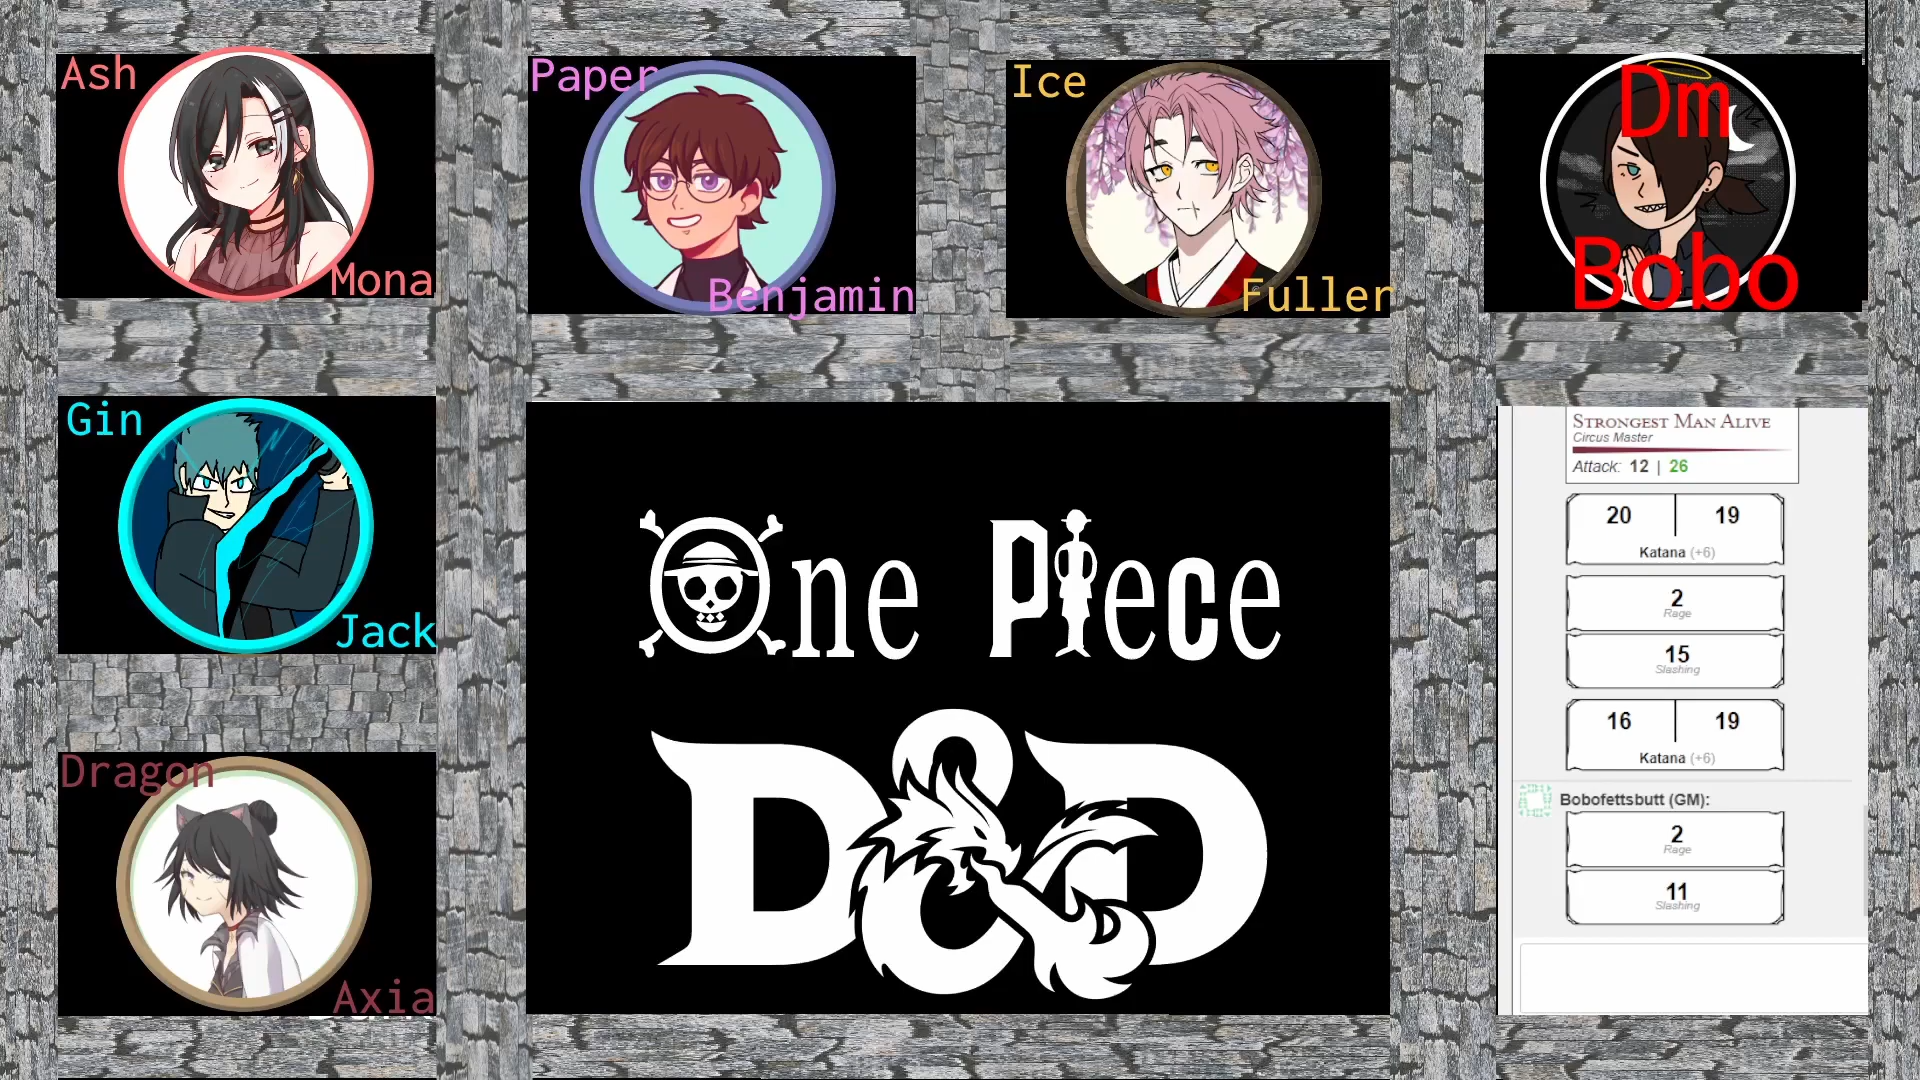 Ash
Mona
Paper
Benjamin
Ice
Fuller
Dm
Bobo
Gin
Jack
Dragon
Axia
One Piece
D&D
Strongest Man Alive
Circus Master
Attack: 12 | 26
20 | 19
Katana (+6)
2
Rage
15
Slashing
16 | 19
Katana (+6)
Bobofettsbutt (GM):
2
Rage
11
Slashing